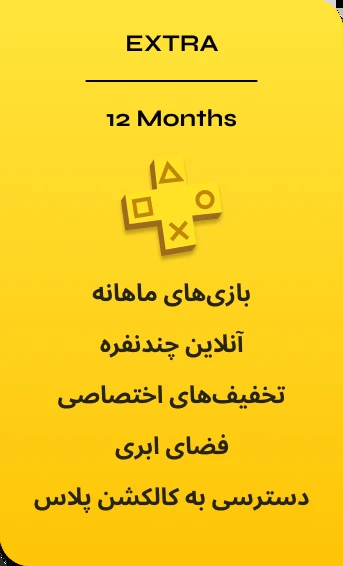 EXTRA
12 Months
بازی‌های ماهانه
آنلاین چندنفره
تخفیف‌های اختصاصی
فضای ابری
دسترسی به کالکشن پلاس